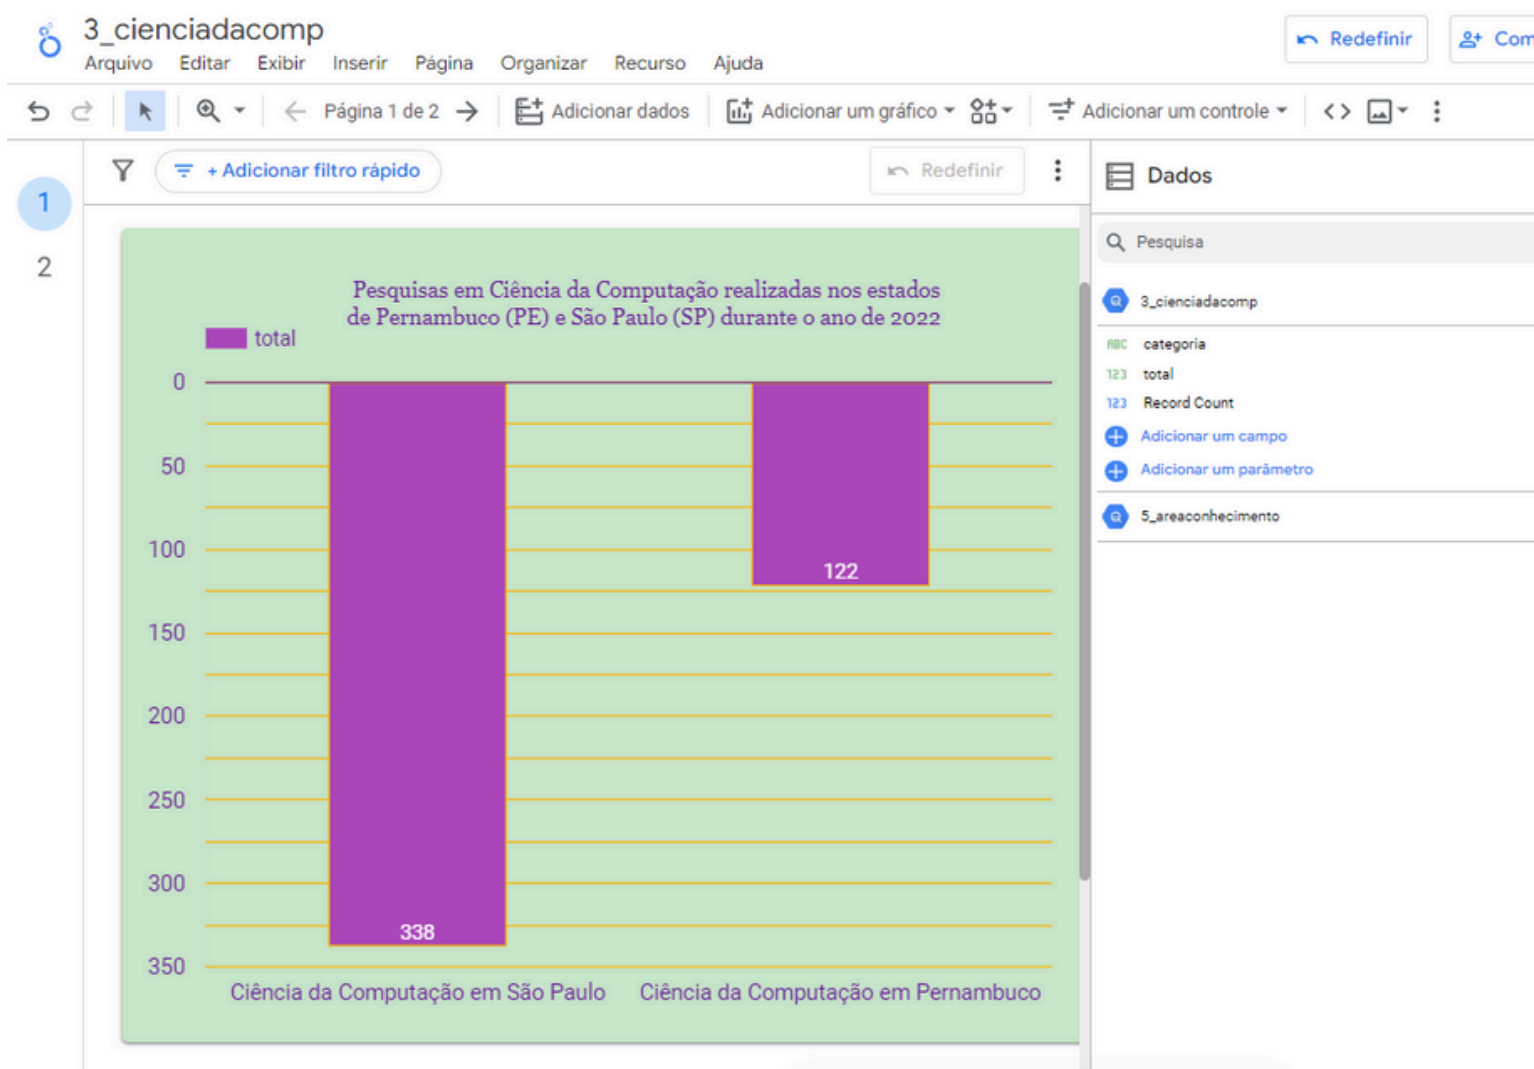 3_cienciadacomp
Redefinir
Com
Arquivo Editar Exibir Inserir Página Organizar Recurso Ajuda
Página 1 de 2
Adicionar dados
Adicionar um gráfico
Adicionar um controle
+ Adicionar filtro rápido
Redefinir
1
2
Pesquisas em Ciência da Computação realizadas nos estados
de Pernambuco (PE) e São Paulo (SP) durante o ano de 2022
total
0
50
100
150
200
250
300
350
338
122
Ciência da Computação em São Paulo
Ciência da Computação em Pernambuco
Dados
Pesquisa
3_cienciadacomp
ABC categoria
123 total
123 Record Count
Adicionar um campo
Adicionar um parâmetro
5_areaconhecimento